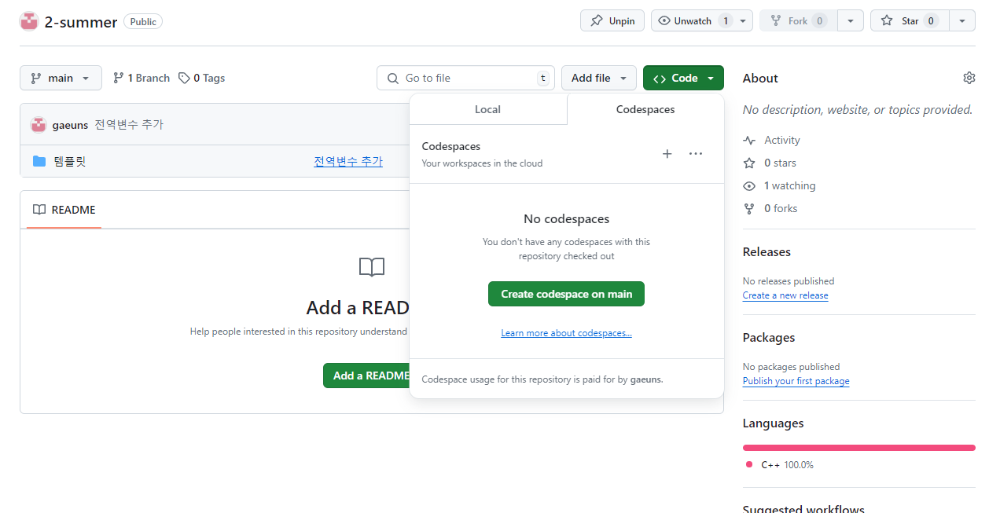 2-summer Public
Unpin
Unwatch 1
Fork 0
Star 0
main
1 Branch
0 Tags
Go to file t
Add file
Code
gaeuns 전역변수 추가
템플릿 전역변수 추가
README
Add a READ
Help people interested in this repository understand
Add a README
Local
Codespaces
Codespaces
Your workspaces in the cloud
No codespaces
You don't have any codespaces with this
repository checked out
Create codespace on main
Learn more about codespaces...
Codespace usage for this repository is paid for by gaeuns.
About
No description, website, or topics provided.
Activity
0 stars
1 watching
0 forks
Releases
No releases published
Create a new release
Packages
No packages published
Publish your first package
Languages
C++ 100.0%
Suggested workflows